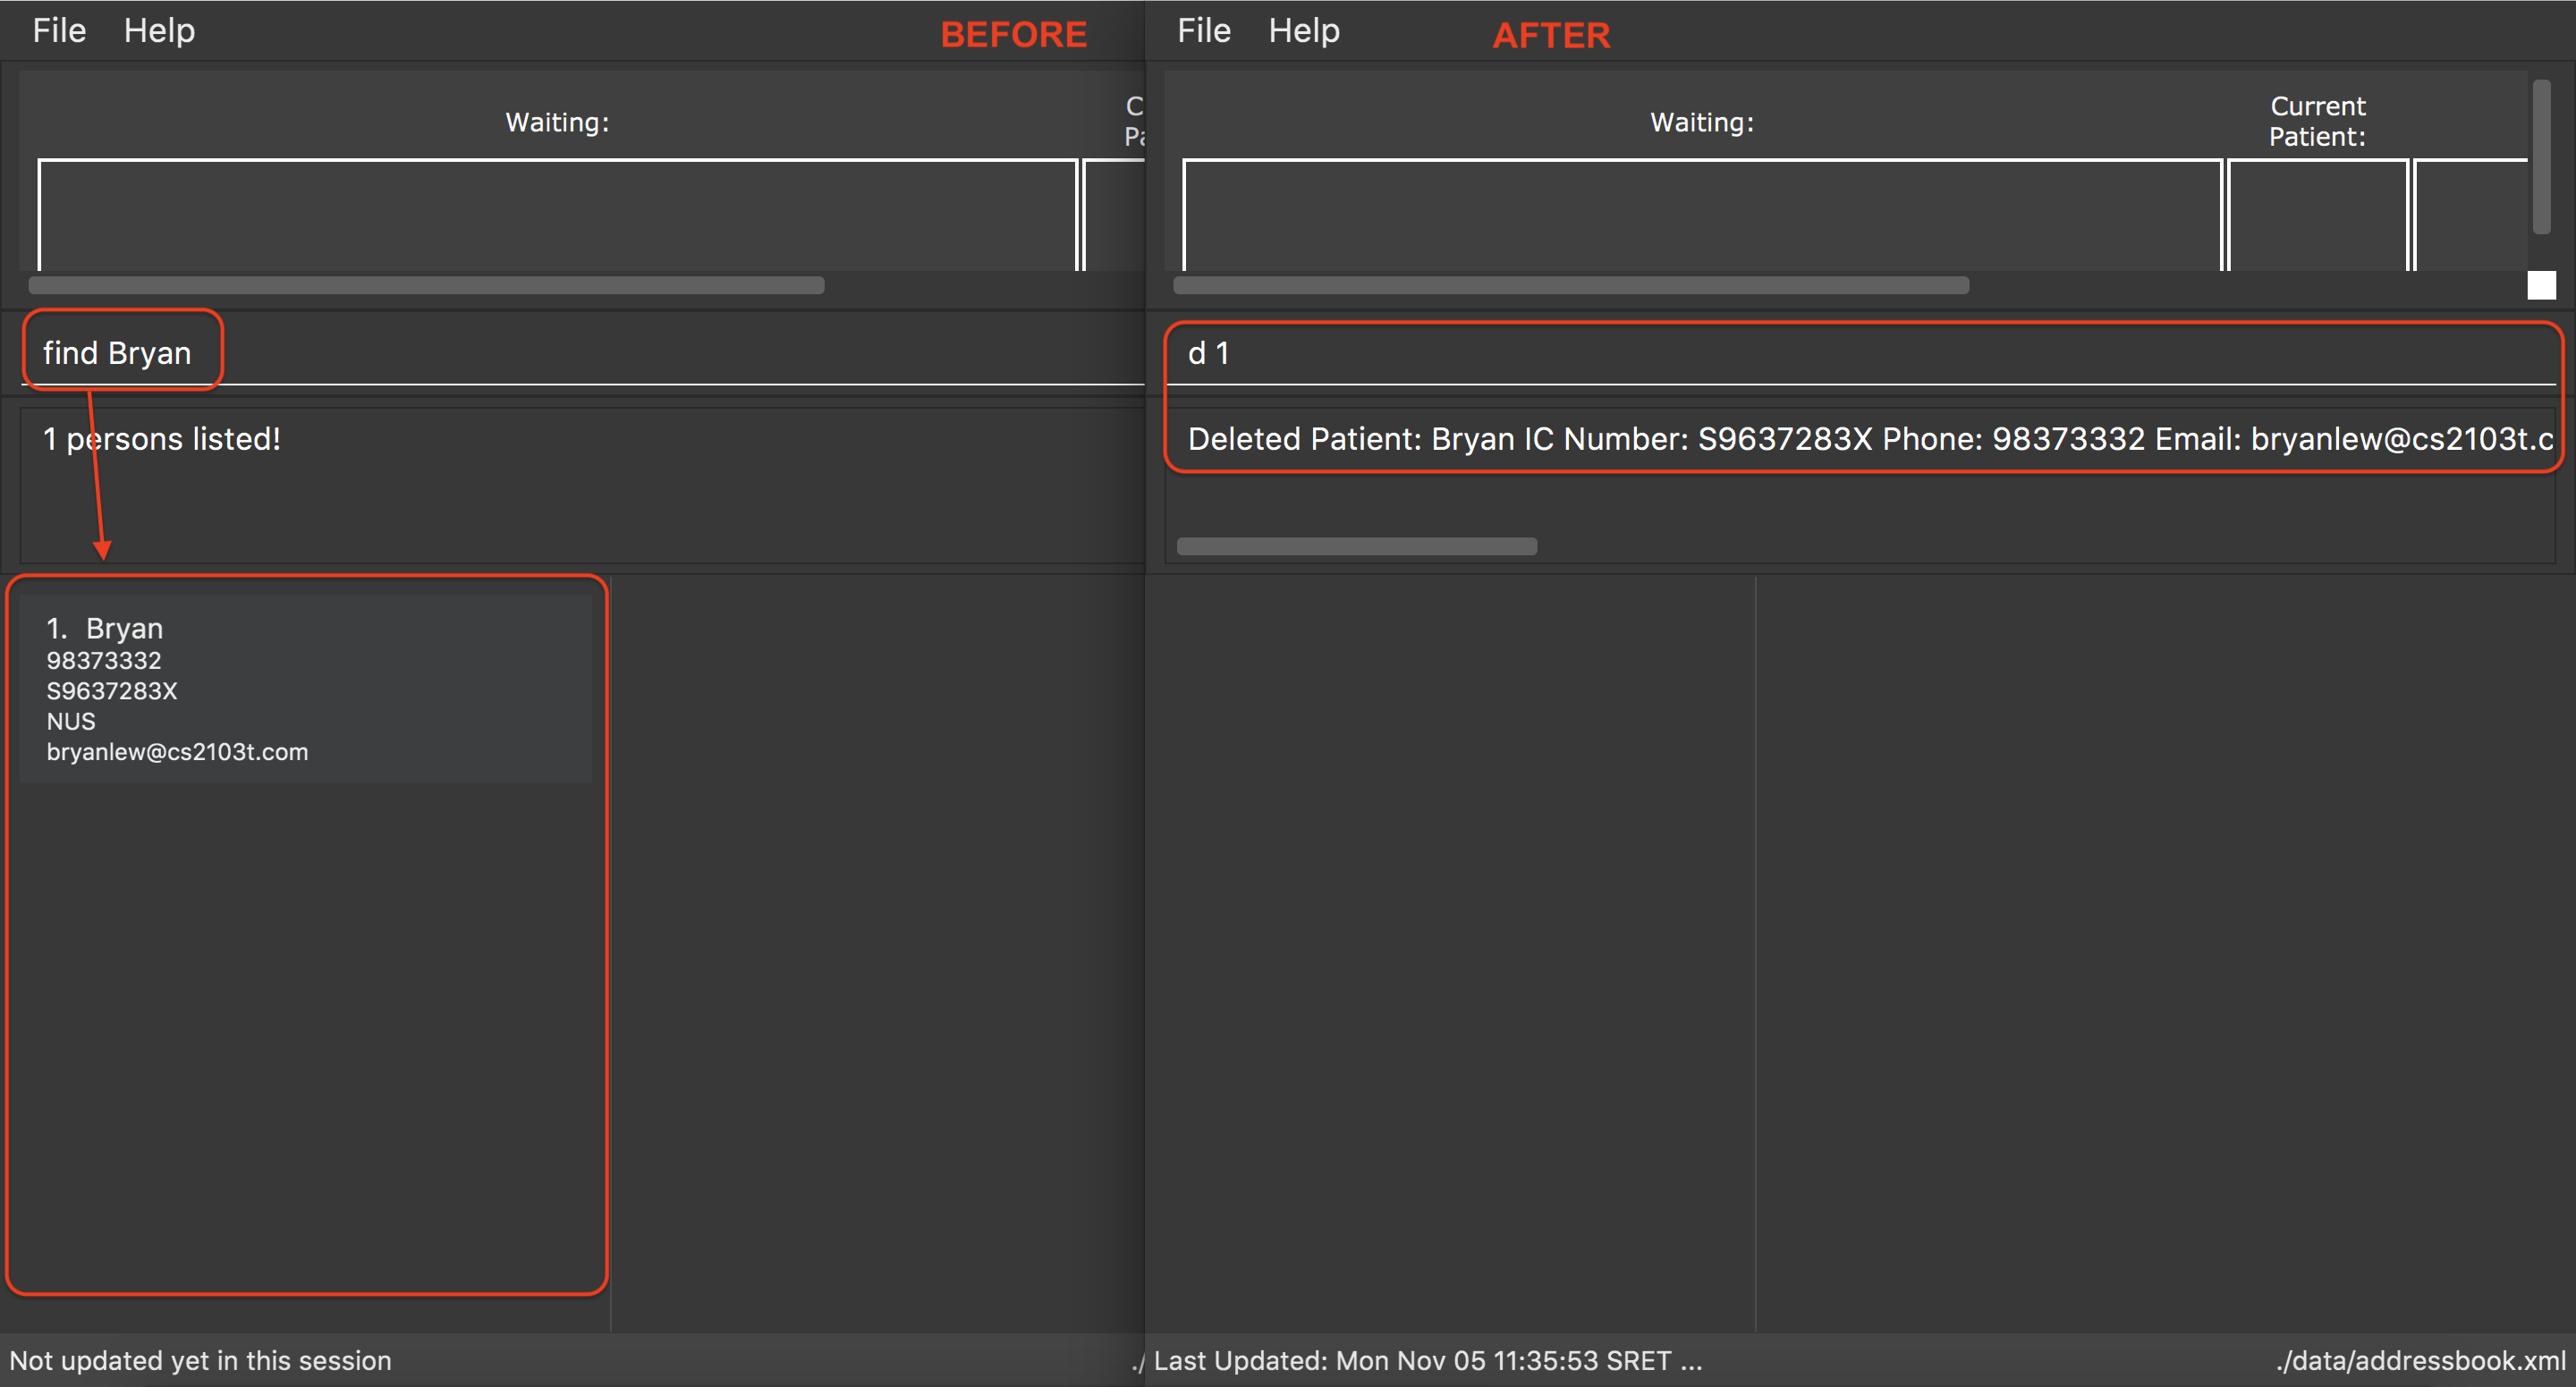 File Help BEFORE
Waiting:
C
Pa
find Bryan
1 persons listed!
1. Bryan
98373332
S9637283X
NUS
bryanlew@cs2103t.com
Not updated yet in this session ./
File Help AFTER
Waiting:
Current
Patient:
d 1
Deleted Patient: Bryan IC Number: S9637283X Phone: 98373332 Email: bryanlew@cs2103t.c
Last Updated: Mon Nov 05 11:35:53 SRET ... ./data/addressbook.xml